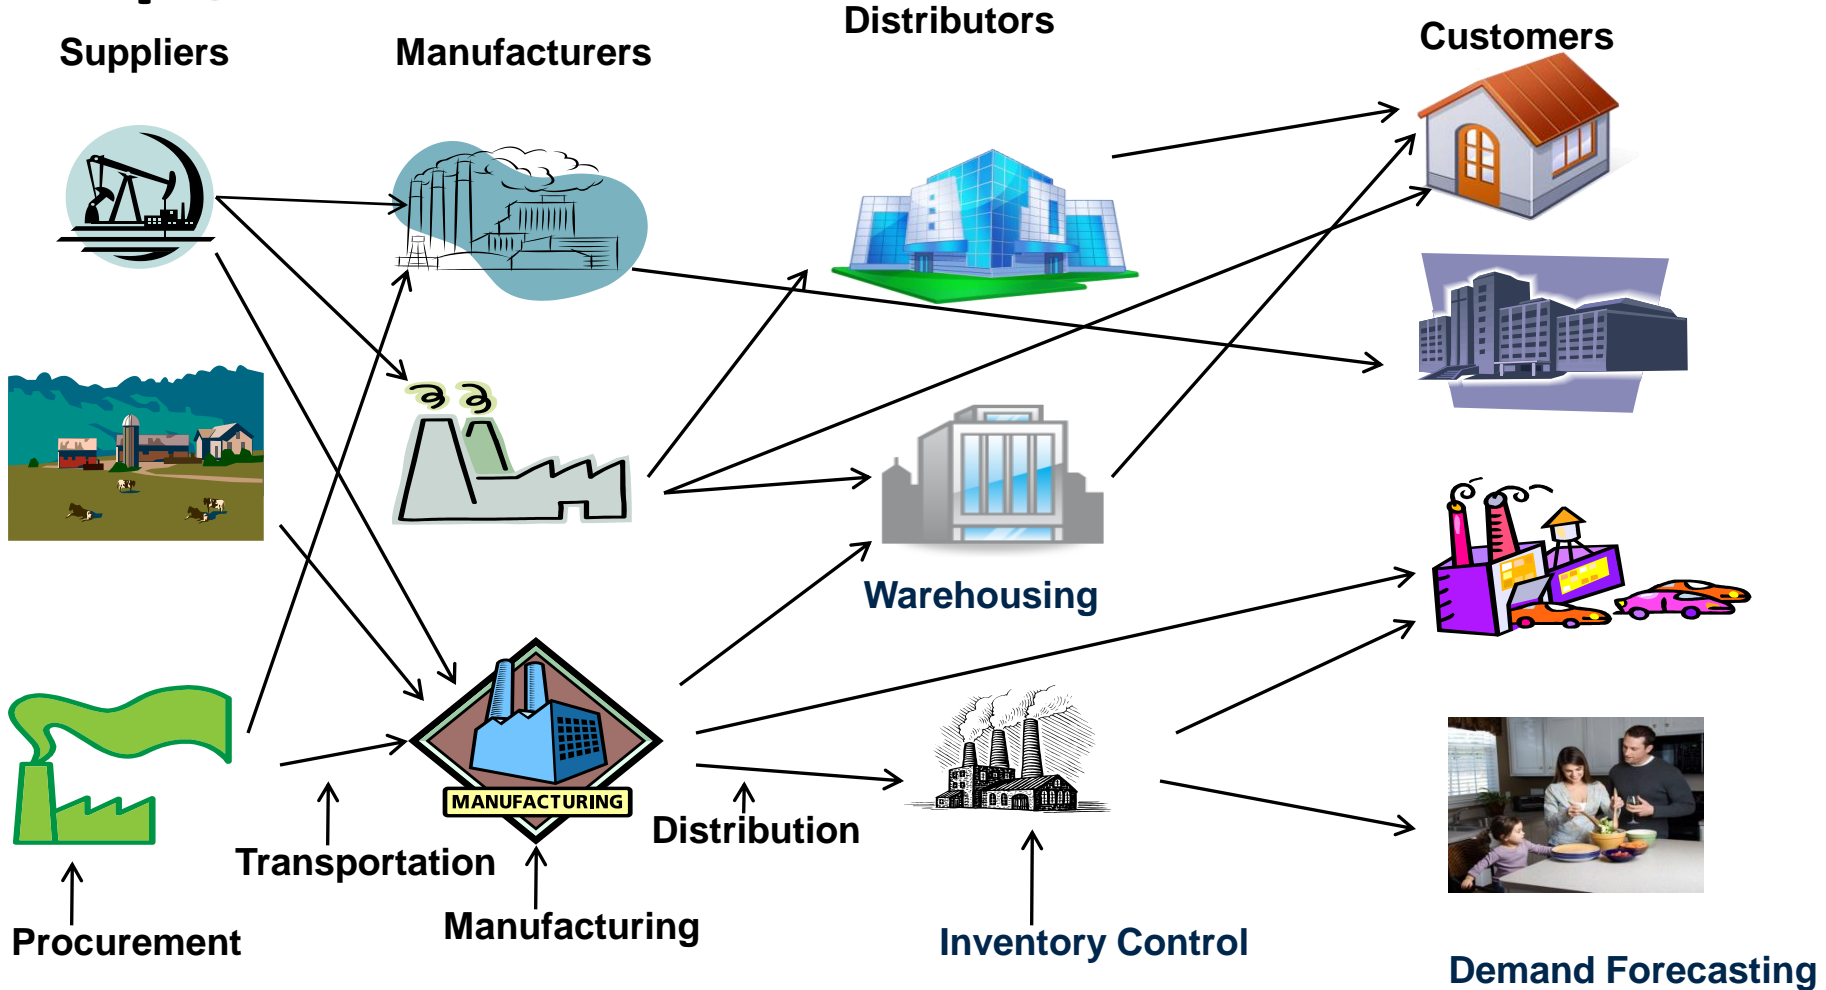 Distributors
Suppliers
Manufacturers
Customers
Warehousing
MANUFACTURING
Distribution
Transportation
Manufacturing
Procurement
Inventory Control
Demand Forecasting